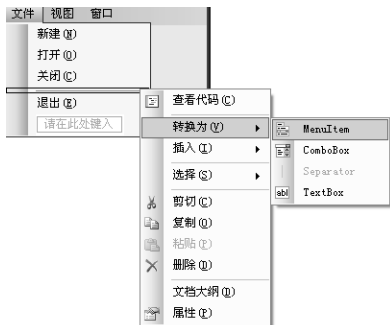 文件 视图 窗口
新建(N)
打开(O)
关闭(C)
退出(E)
请在此处键入
查看代码(C)
转换为(V)
插入(I)
选择(S)
剪切(C)
复制(O)
粘贴(P)
删除(D)
文档大纲(D)
属性(P)
MenuItem
ComboBox
Separator
TextBox